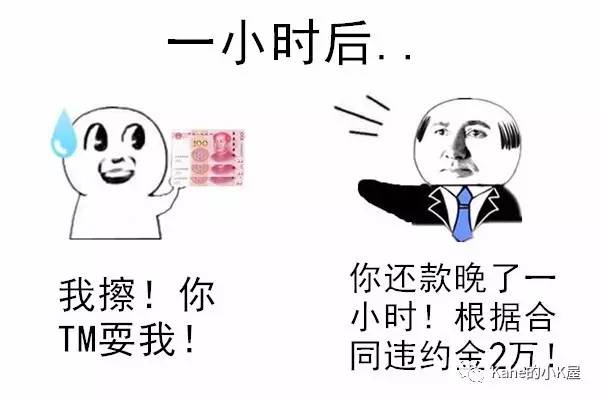 一小时后..
100
我擦！你
TM耍我！
你还款晚了一
小时！根据合
同违约金2万！
Kane的小K屋